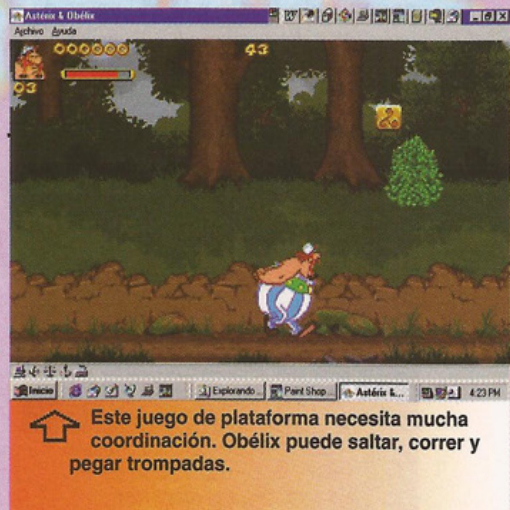 Astérix & Obélix
Archivo Ayuda
000000 43
03
Inicio Explorando... Paint Shop... Astérix &... 4:23 PM
Este juego de plataforma necesita mucha
coordinación. Obélix puede saltar, correr y
pegar trompadas.